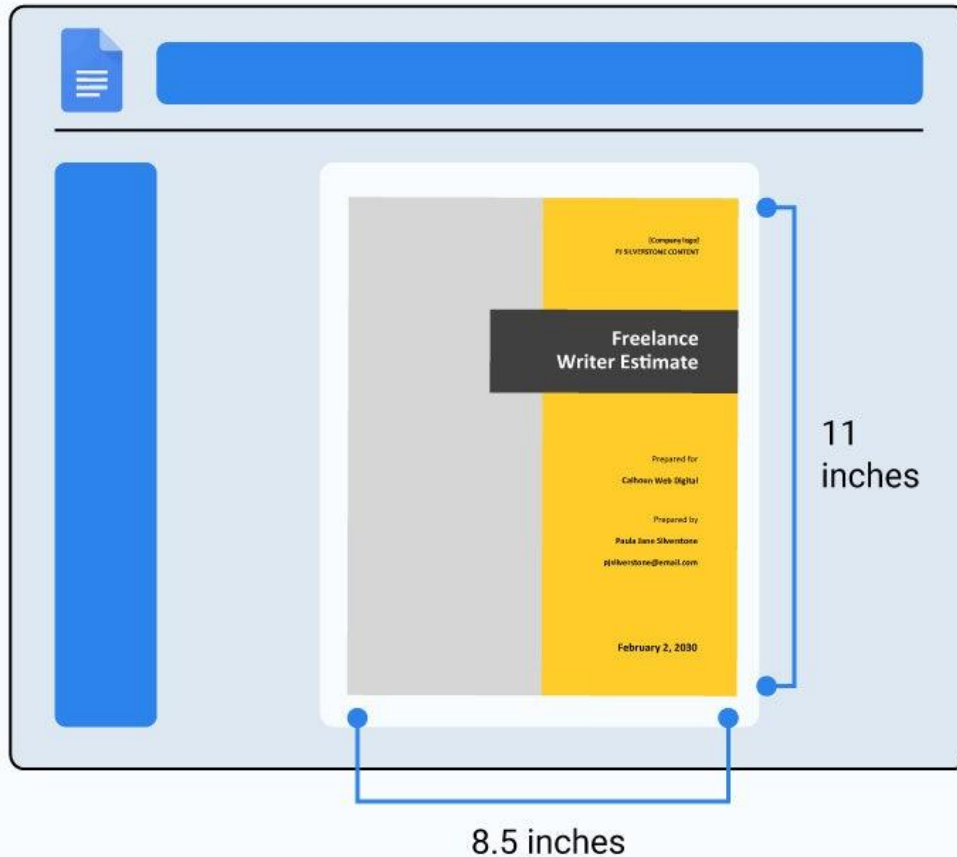 [Company logo]
PJ SILVERSTONE CONTENT
Freelance
Writer Estimate
Prepared for
Calhoun Web Digital
Prepared by
Paula Jane Silverstone
pjsilverstone@email.com
February 2, 2030
11
inches
8.5 inches